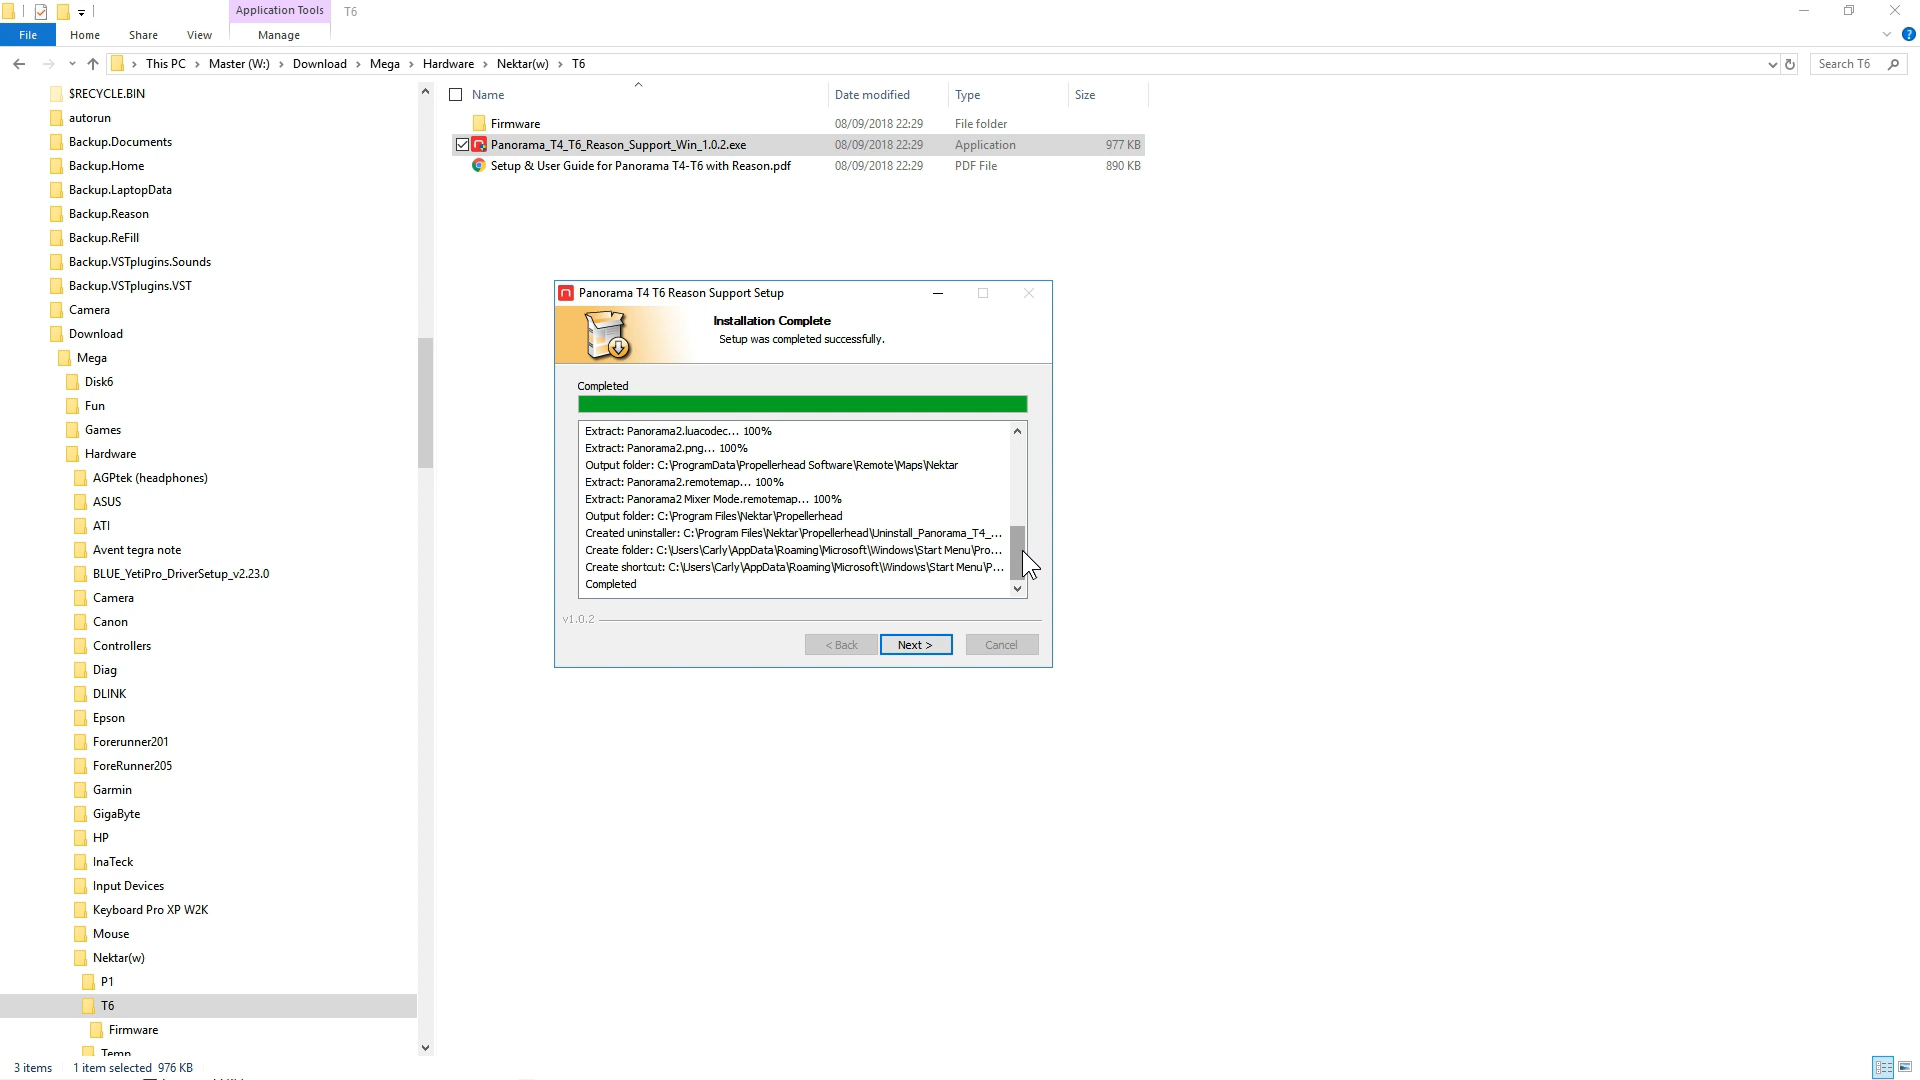 Application Tools
T6
File
Home
Share
View
Manage
This PC > Master (W:) > Download > Mega > Hardware > Nektar(w) > T6
Search T6
$RECYCLE.BIN
autorun
Backup.Documents
Backup.Home
Backup.LaptopData
Backup.Reason
Backup.ReFill
Backup.VSTplugins.Sounds
Backup.VSTplugins.VST
Camera
Download
Mega
Disk6
Fun
Games
Hardware
AGPtek (headphones)
ASUS
ATI
Avent tegra note
BLUE_YetiPro_DriverSetup_v2.23.0
Camera
Canon
Controllers
Diag
DLINK
Epson
Forerunner201
ForeRunner205
Garmin
GigaByte
HP
InaTeck
Input Devices
Keyboard Pro XP W2K
Mouse
Nektar(w)
P1
T6
Firmware
Temp
Name Date modified Type Size
Firmware 08/09/2018 22:29 File folder
Panorama_T4_T6_Reason_Support_Win_1.0.2.exe 08/09/2018 22:29 Application 977 KB
Setup & User Guide for Panorama T4-T6 with Reason.pdf 08/09/2018 22:29 PDF File 890 KB
Panorama T4 T6 Reason Support Setup
Installation Complete
Setup was completed successfully.
Completed
Extract: Panorama2.luacodec... 100%
Extract: Panorama2.png... 100%
Output folder: C:\ProgramData\Propellerhead Software\Remote\Maps\Nektar
Extract: Panorama2.remotemap... 100%
Extract: Panorama2 Mixer Mode.remotemap... 100%
Output folder: C:\Program Files\Nektar\Propellerhead
Created uninstaller: C:\Program Files\Nektar\Propellerhead\Uninstall_Panorama_T4_...
Create folder: C:\Users\Carly\AppData\Roaming\Microsoft\Windows\Start Menu\Pro...
Create shortcut: C:\Users\Carly\AppData\Roaming\Microsoft\Windows\Start Menu\P...
Completed
v1.0.2
< Back
Next >
Cancel
3 items
1 item selected 976 KB